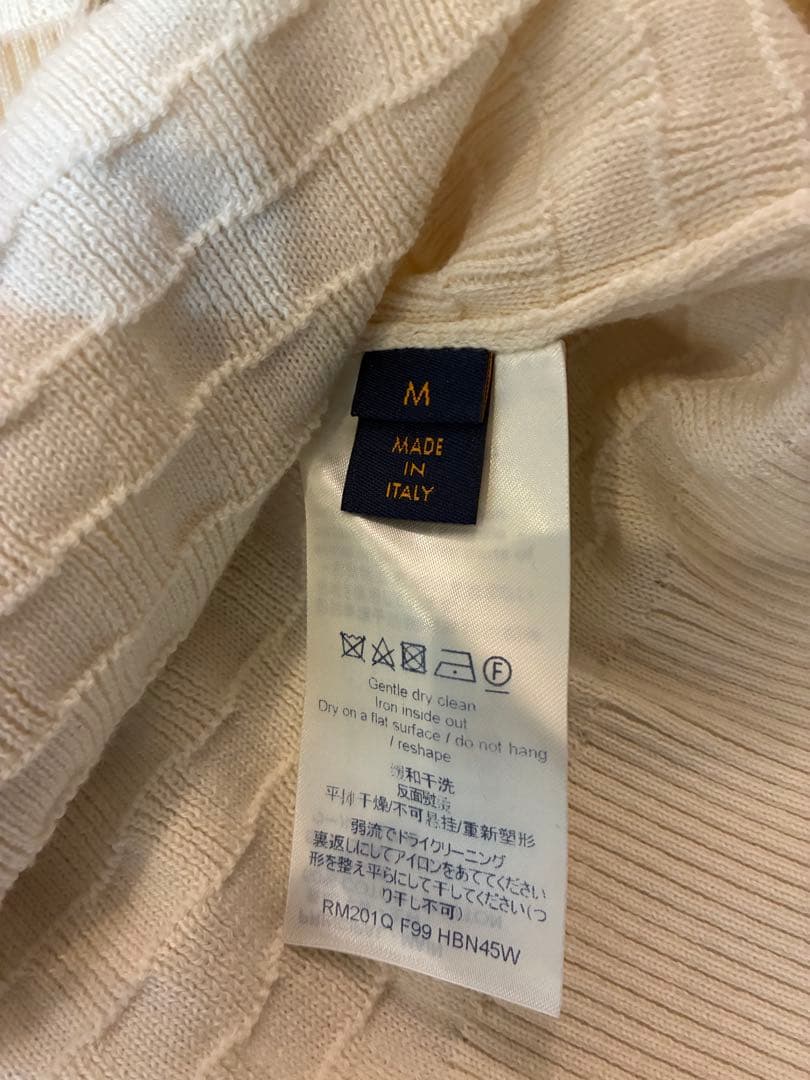 M
MADE
IN
ITALY
F
Gentle dry clean
Iron inside out
Dry on a flat surface / do not hang
/ reshape
缓和干洗
反面熨烫
平摊干燥/不可悬挂/重新塑形
弱流でドライクリーニング
裏返しにしてアイロンをあててください
形を整え平らにして干してください(つ
り干し不可)
RM201Q F99 HBN45W